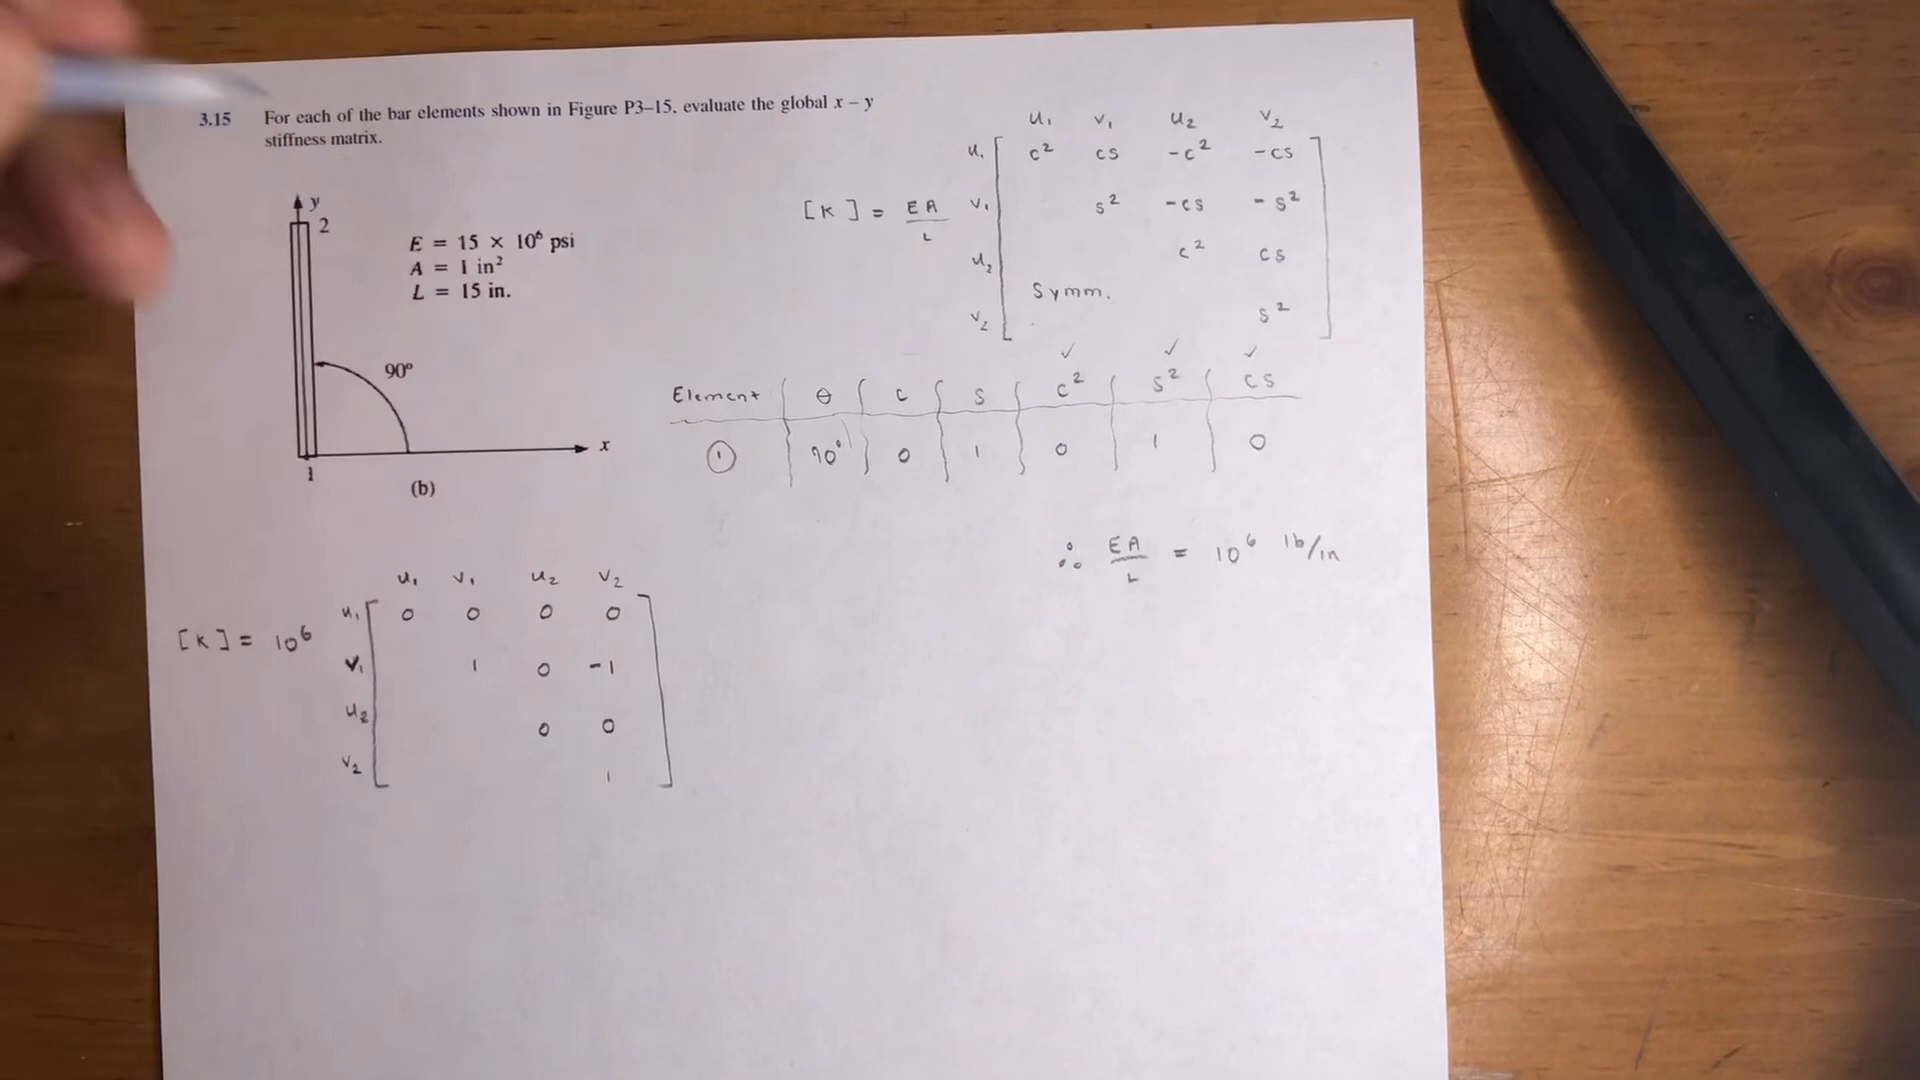 3.15 For each of the bar elements shown in Figure P3–15, evaluate the global x – y
stiffness matrix.
y
2
E = 15 × 10⁶ psi
A = 1 in²
L = 15 in.
90°
x
1
(b)
u₁ v₁ u₂ v₂
[K] = EA/L
u₁ c² cs -c² -cs
v₁ s² -cs -s²
u₂ c² cs
Symm.
v₂ s²
✓ ✓ ✓
Element θ c s c² s² cs
① 90° 0 1 0 1 0
∴ EA/L = 10⁶ lb/in
u₁ v₁ u₂ v₂
[K] = 10⁶
u₁ 0 0 0 0
v₁ 1 0 -1
u₂ 0 0
v₂ 1